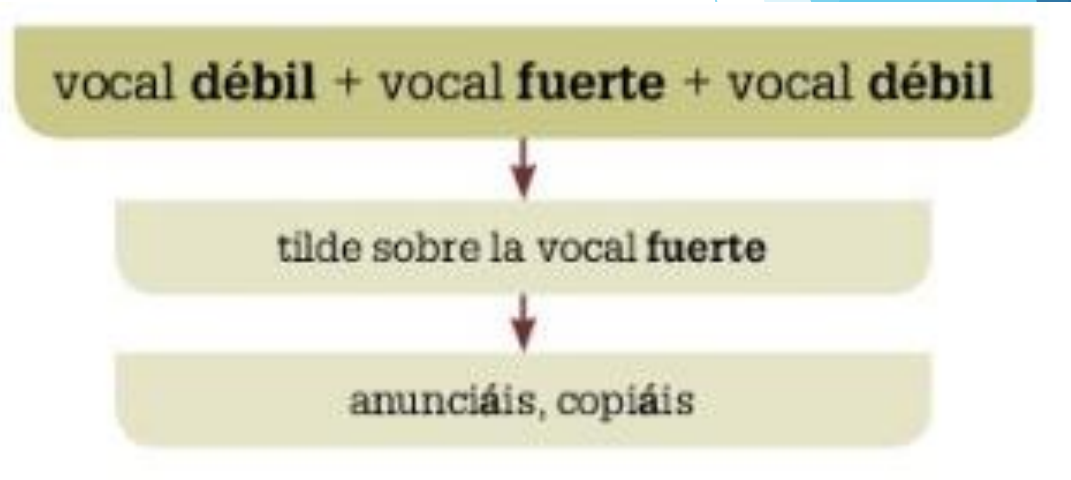 vocal débil + vocal fuerte + vocal débil
tilde sobre la vocal fuerte
anunciáis, copiáis